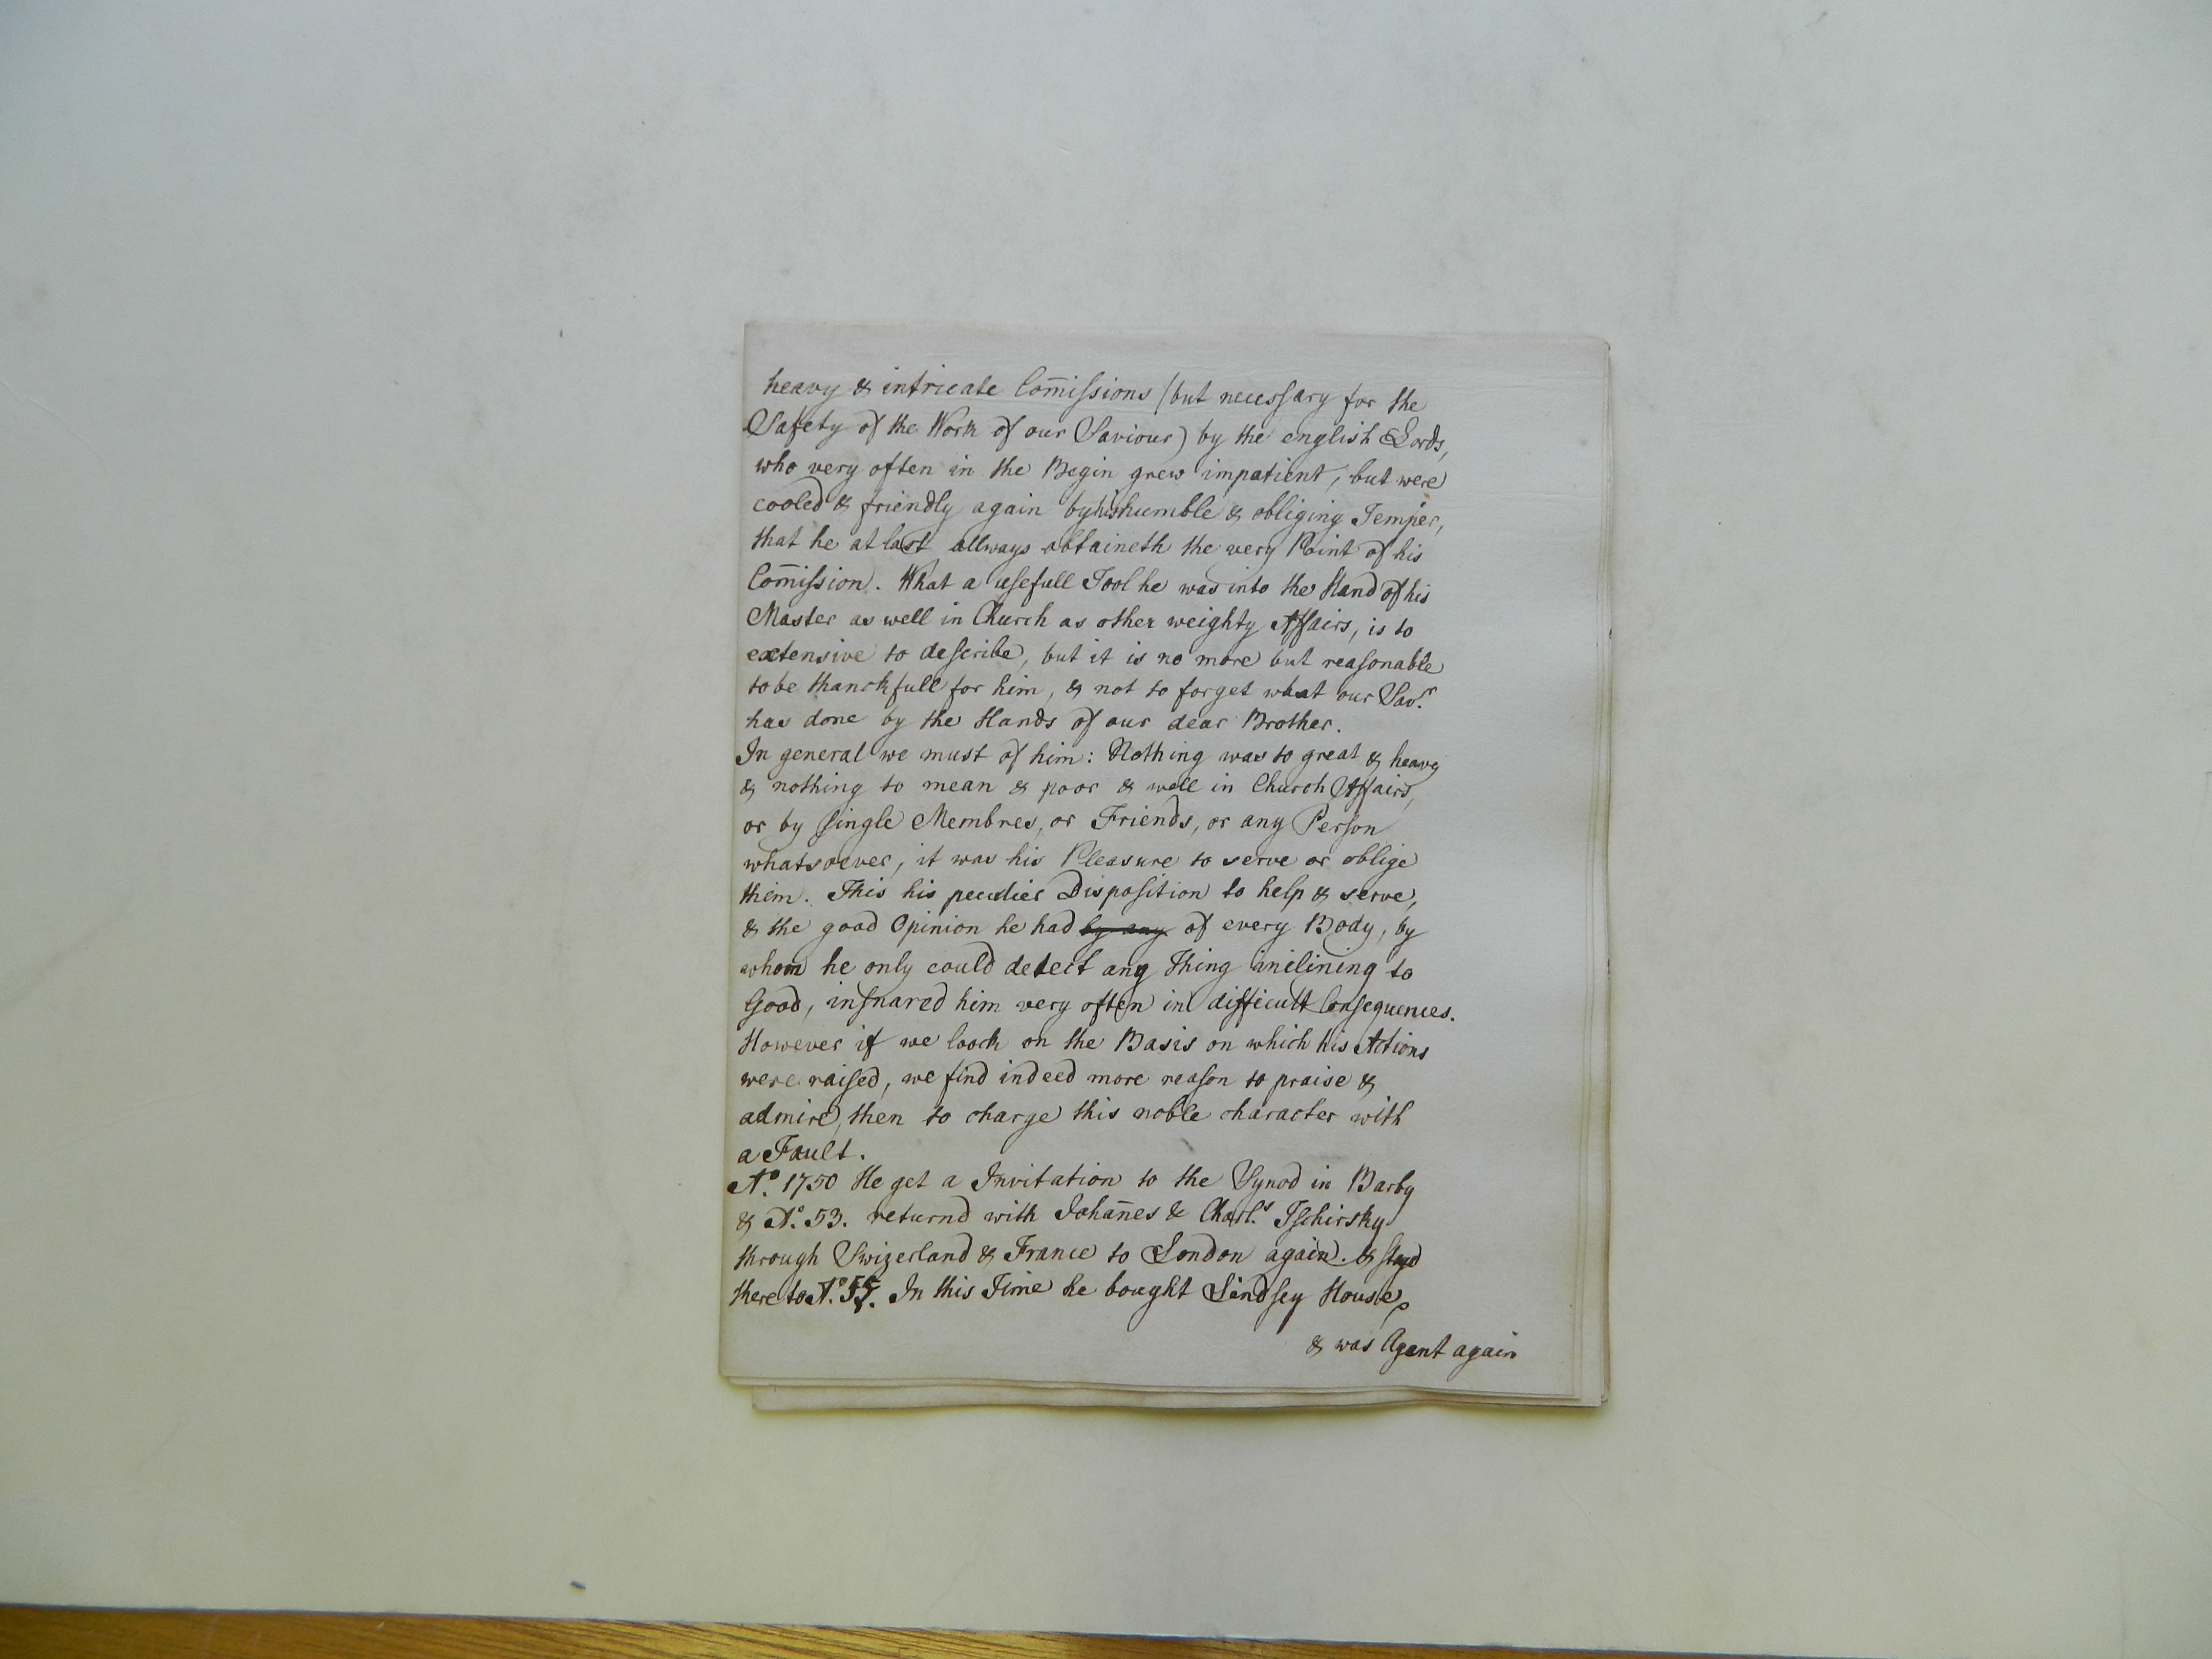 heavy & intricate Com̄issions (but necessary for the
Safety of the Work of our Saviour) by the english Lords,
who very often in the Begin grew impatient, but were
cooled & friendly again by his humble & obliging Temper,
that he at last allways obtaineth the very Point of his
Com̄ission. What a usefull Tool he was into the Hand of his
Master as well in Church as other weighty Affairs, is to
extensive to describe, but it is no more but reasonable
to be thanckfull for him, & not to forget what our Savr.
has done by the Hands of our dear Brother.
In general we must of him: Nothing was to great & heavy
& nothing to mean & poor & well in Church Affairs,
or by single Membres, or Friends, or any Person
whatsoever, it was his Pleasure to serve or oblige
them. This his peculier Disposition to help & serve,
& the good Opinion he had by any of every Body, by
whom he only could detect any Thing inclining to
Good, insnared him very often in difficult Consequences.
However if we loock on the Basis on which his Actions
were raised, we find indeed more reason to praise &
admire, then to charge this noble character with
a Fault.
Ao. 1750 He get a Invitation to the Synod in Barby
& Ao. 53. returnd with Johan̄es & Charl.s Tschirsky
through Swizerland & France to London again. & stayd
there to Ao. 55. In this Time he bought Lindsey House,
& was Agent again